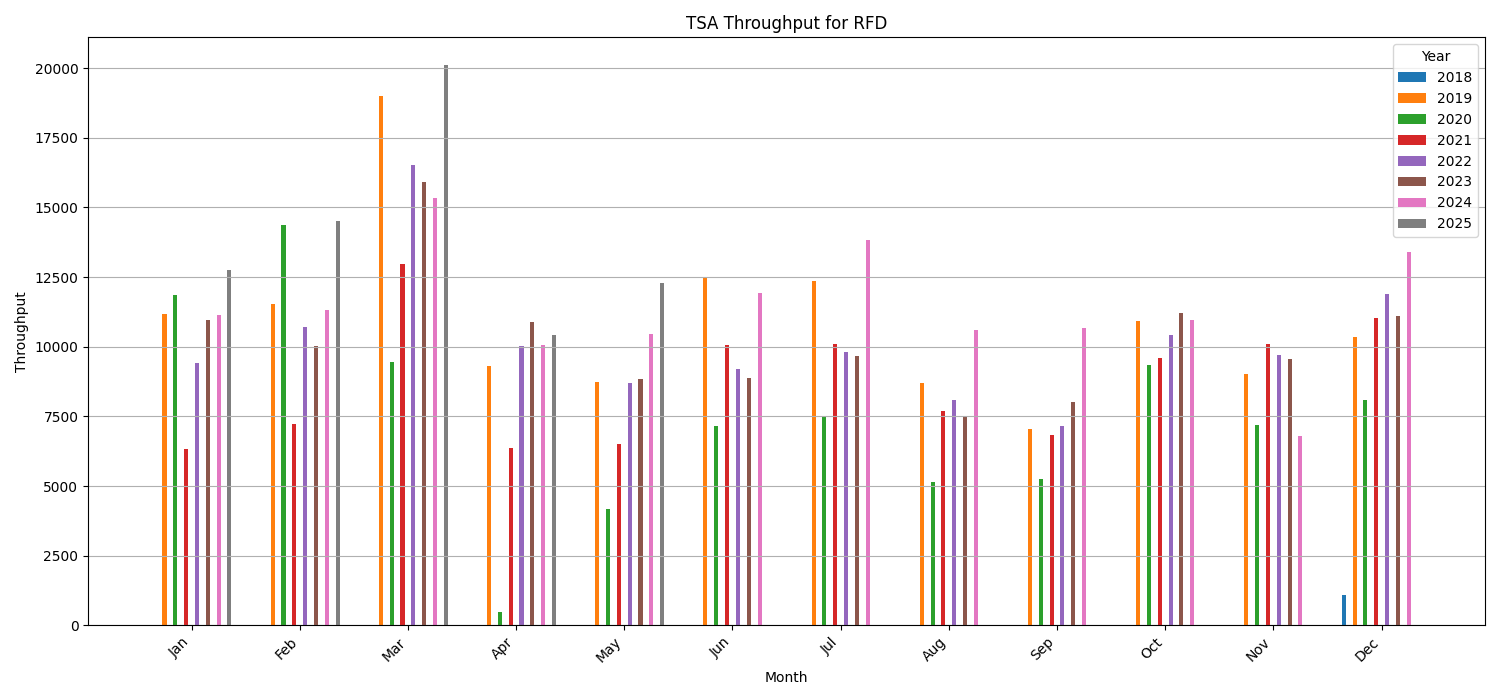 TSA Throughput for RFD
Throughput
20000
17500
15000
12500
10000
7500
5000
2500
0
Year
2018
2019
2020
2021
2022
2023
2024
2025
Jan
Feb
Mar
Apr
May
Jun
Jul
Aug
Sep
Oct
Nov
Dec
Month